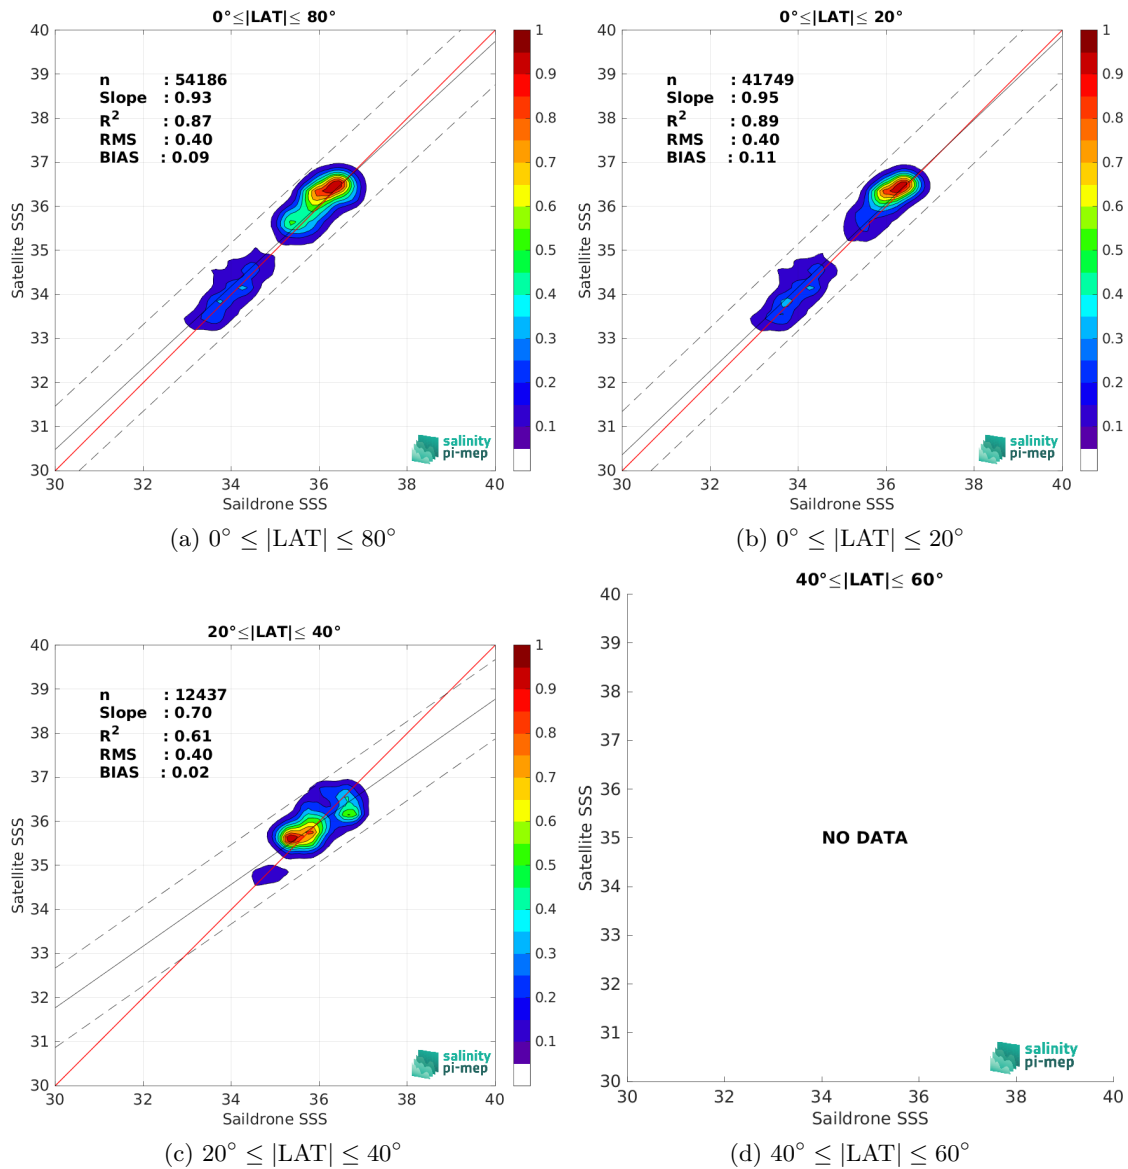 0°≤|LAT|≤ 80°
40
39
38
37
36
35
34
33
32
31
30
Satellite SSS
n : 54186
Slope : 0.93
R2 : 0.87
RMS : 0.40
BIAS : 0.09
salinity
pi-mep
30 32 34 36 38 40
Saildrone SSS
1
0.9
0.8
0.7
0.6
0.5
0.4
0.3
0.2
0.1
(a) 0° ≤ |LAT| ≤ 80°
0°≤|LAT|≤ 20°
40
39
38
37
36
35
34
33
32
31
30
Satellite SSS
n : 41749
Slope : 0.95
R2 : 0.89
RMS : 0.40
BIAS : 0.11
salinity
pi-mep
30 32 34 36 38 40
Saildrone SSS
1
0.9
0.8
0.7
0.6
0.5
0.4
0.3
0.2
0.1
(b) 0° ≤ |LAT| ≤ 20°
20°≤|LAT|≤ 40°
40
39
38
37
36
35
34
33
32
31
30
Satellite SSS
n : 12437
Slope : 0.70
R2 : 0.61
RMS : 0.40
BIAS : 0.02
salinity
pi-mep
30 32 34 36 38 40
Saildrone SSS
1
0.9
0.8
0.7
0.6
0.5
0.4
0.3
0.2
0.1
(c) 20° ≤ |LAT| ≤ 40°
40°≤|LAT|≤ 60°
40
39
38
37
36
35
34
33
32
31
30
Satellite SSS
NO DATA
salinity
pi-mep
30 32 34 36 38 40
Saildrone SSS
(d) 40° ≤ |LAT| ≤ 60°